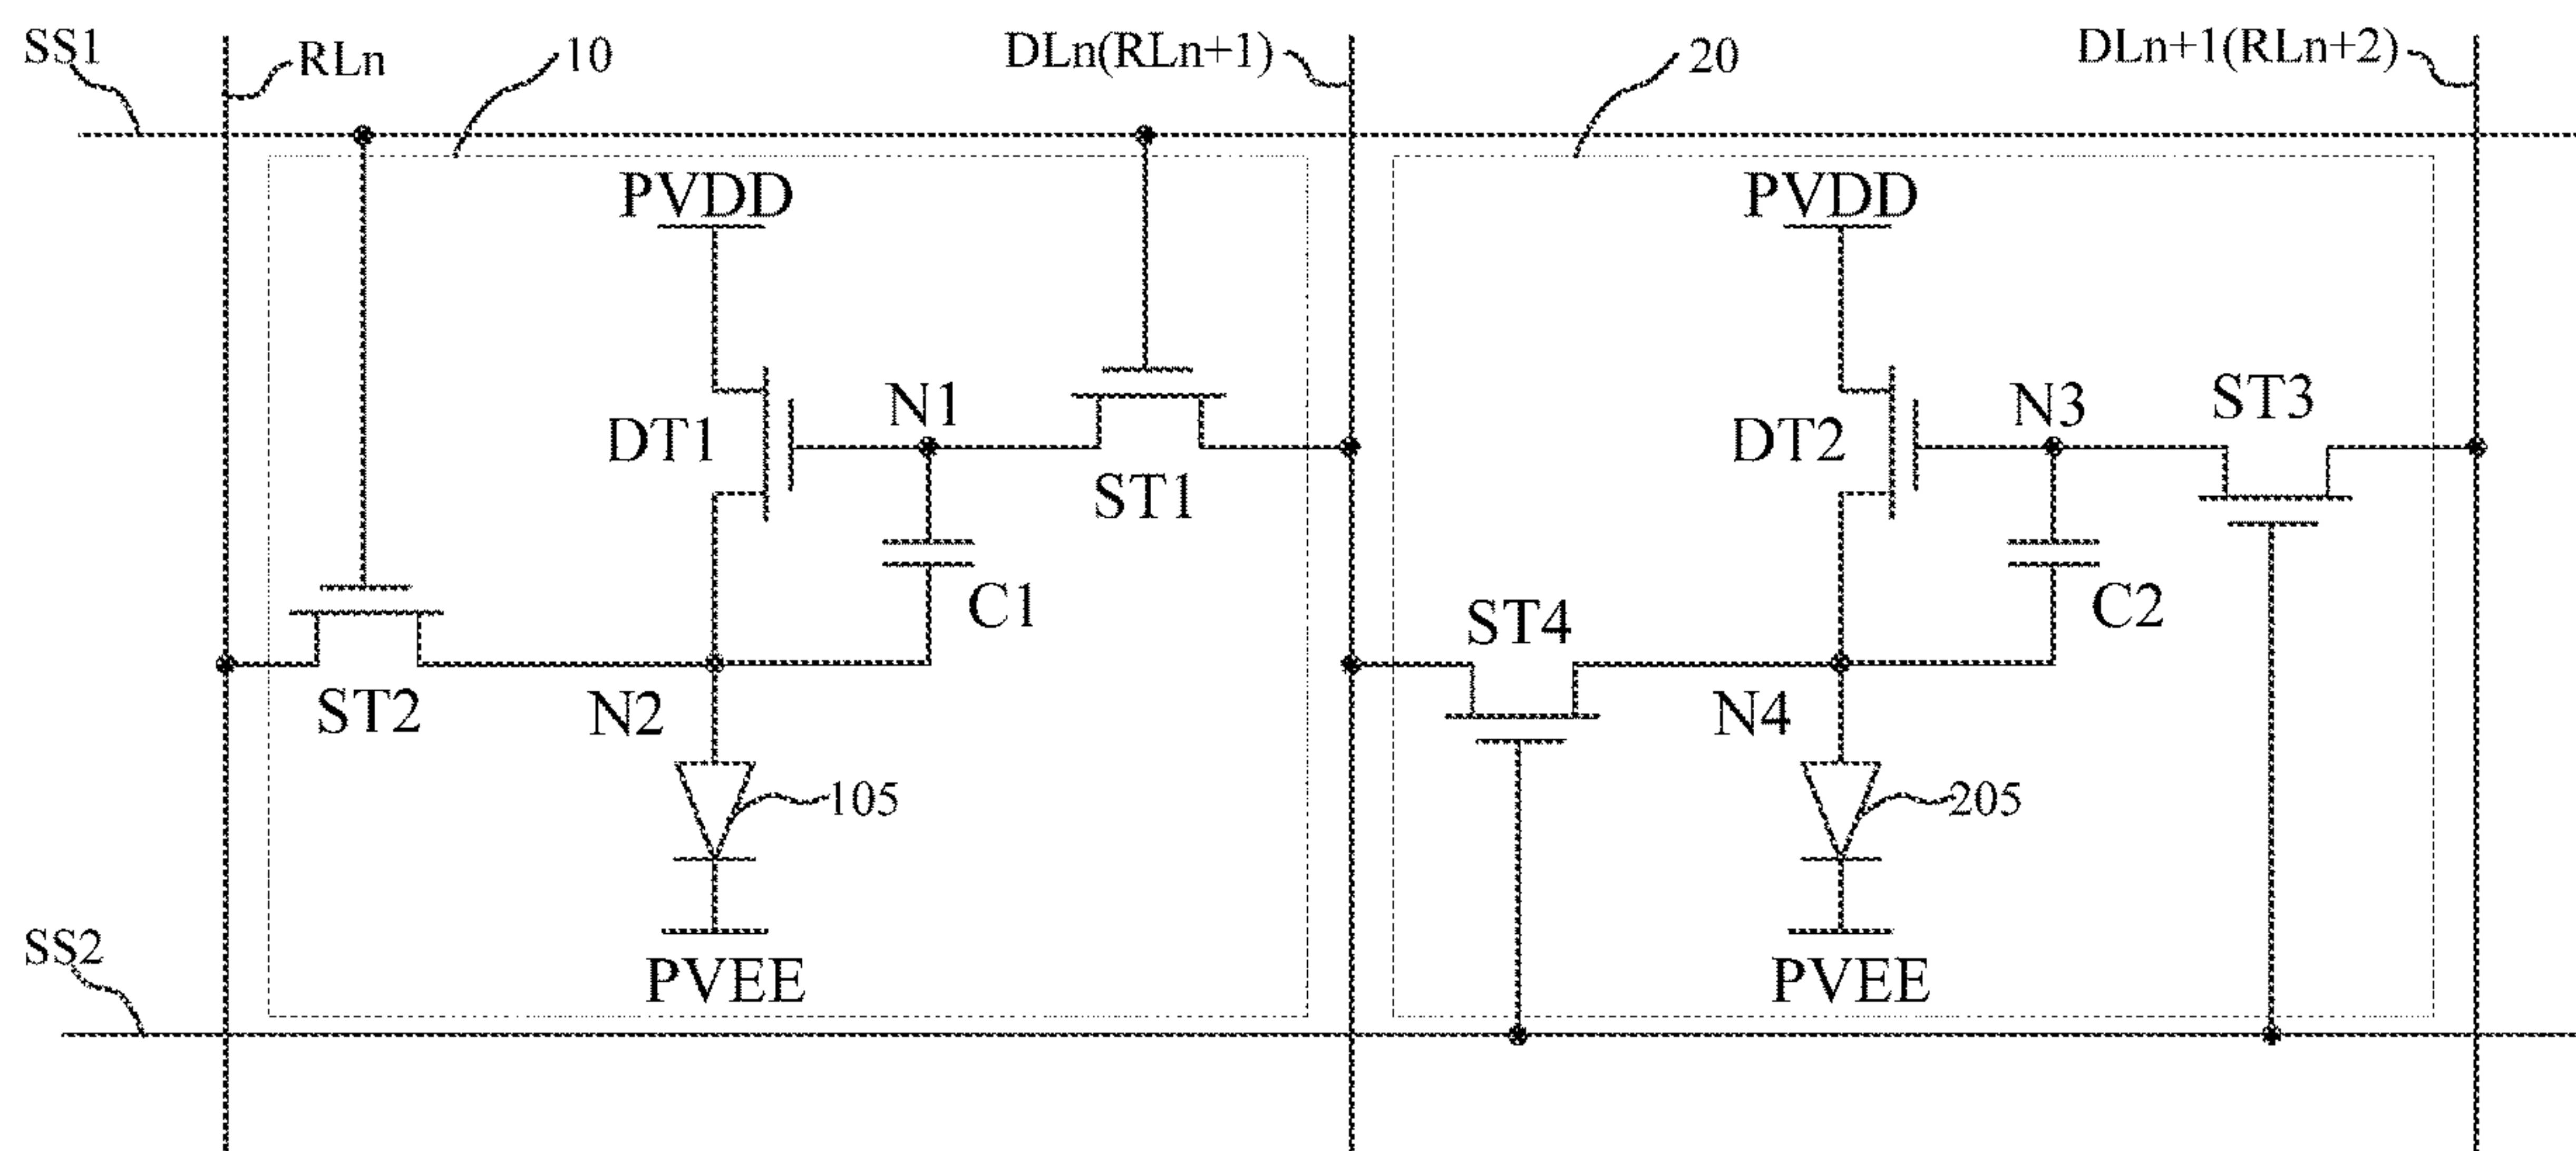 SS1
RLn
10
DLn(RLn+1)
20
DLn+1(RLn+2)
PVDD
PVDD
DT1
N1
ST1
DT2
N3
ST3
C1
C2
ST2
N2
ST4
N4
105
205
PVEE
PVEE
SS2